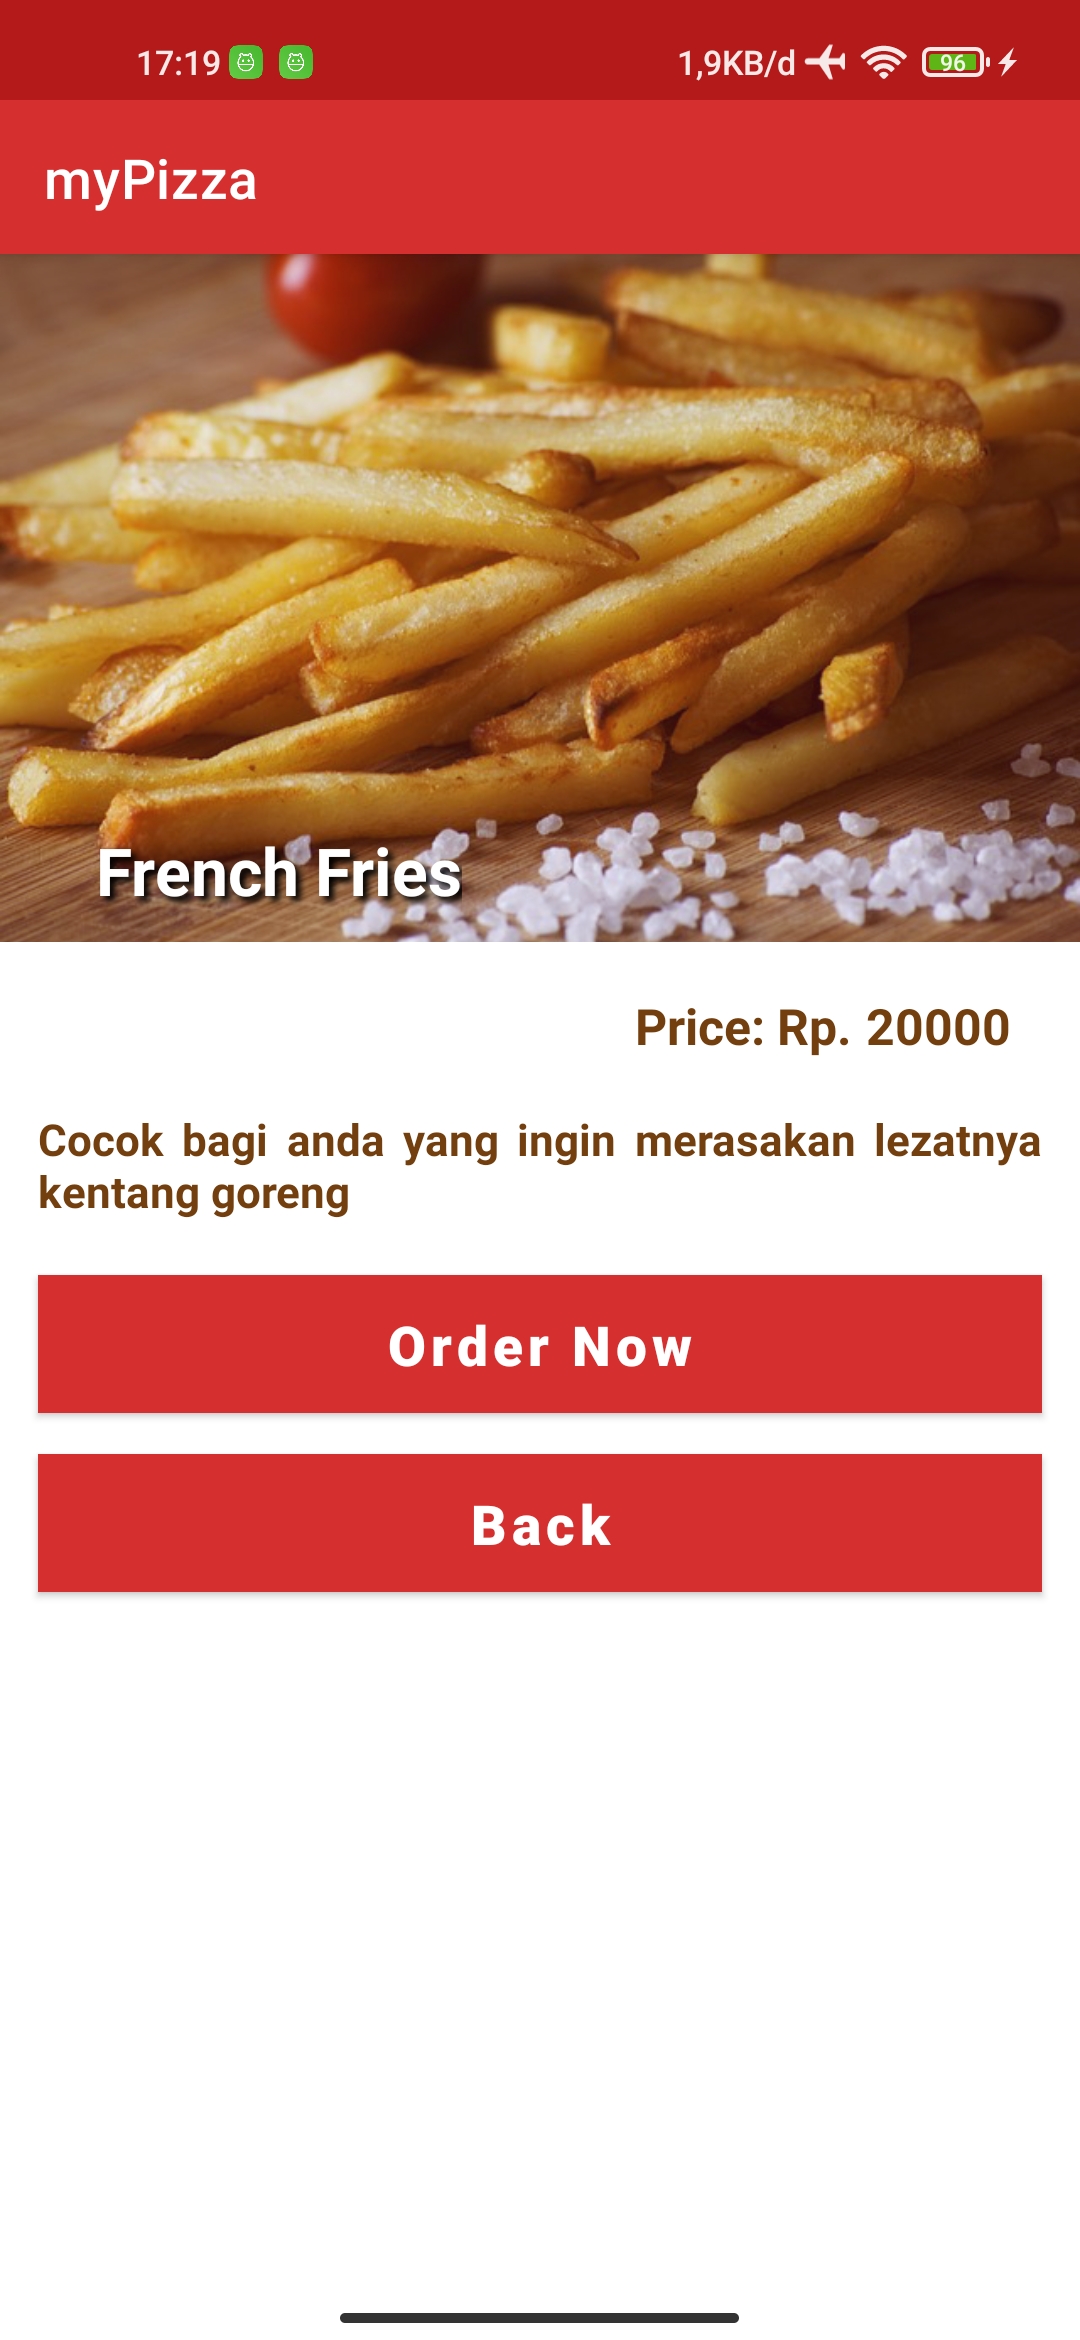 17:19 1,9KB/d 96
myPizza
French Fries
Price: Rp. 20000
Cocok bagi anda yang ingin merasakan lezatnya
kentang goreng
Order Now
Back